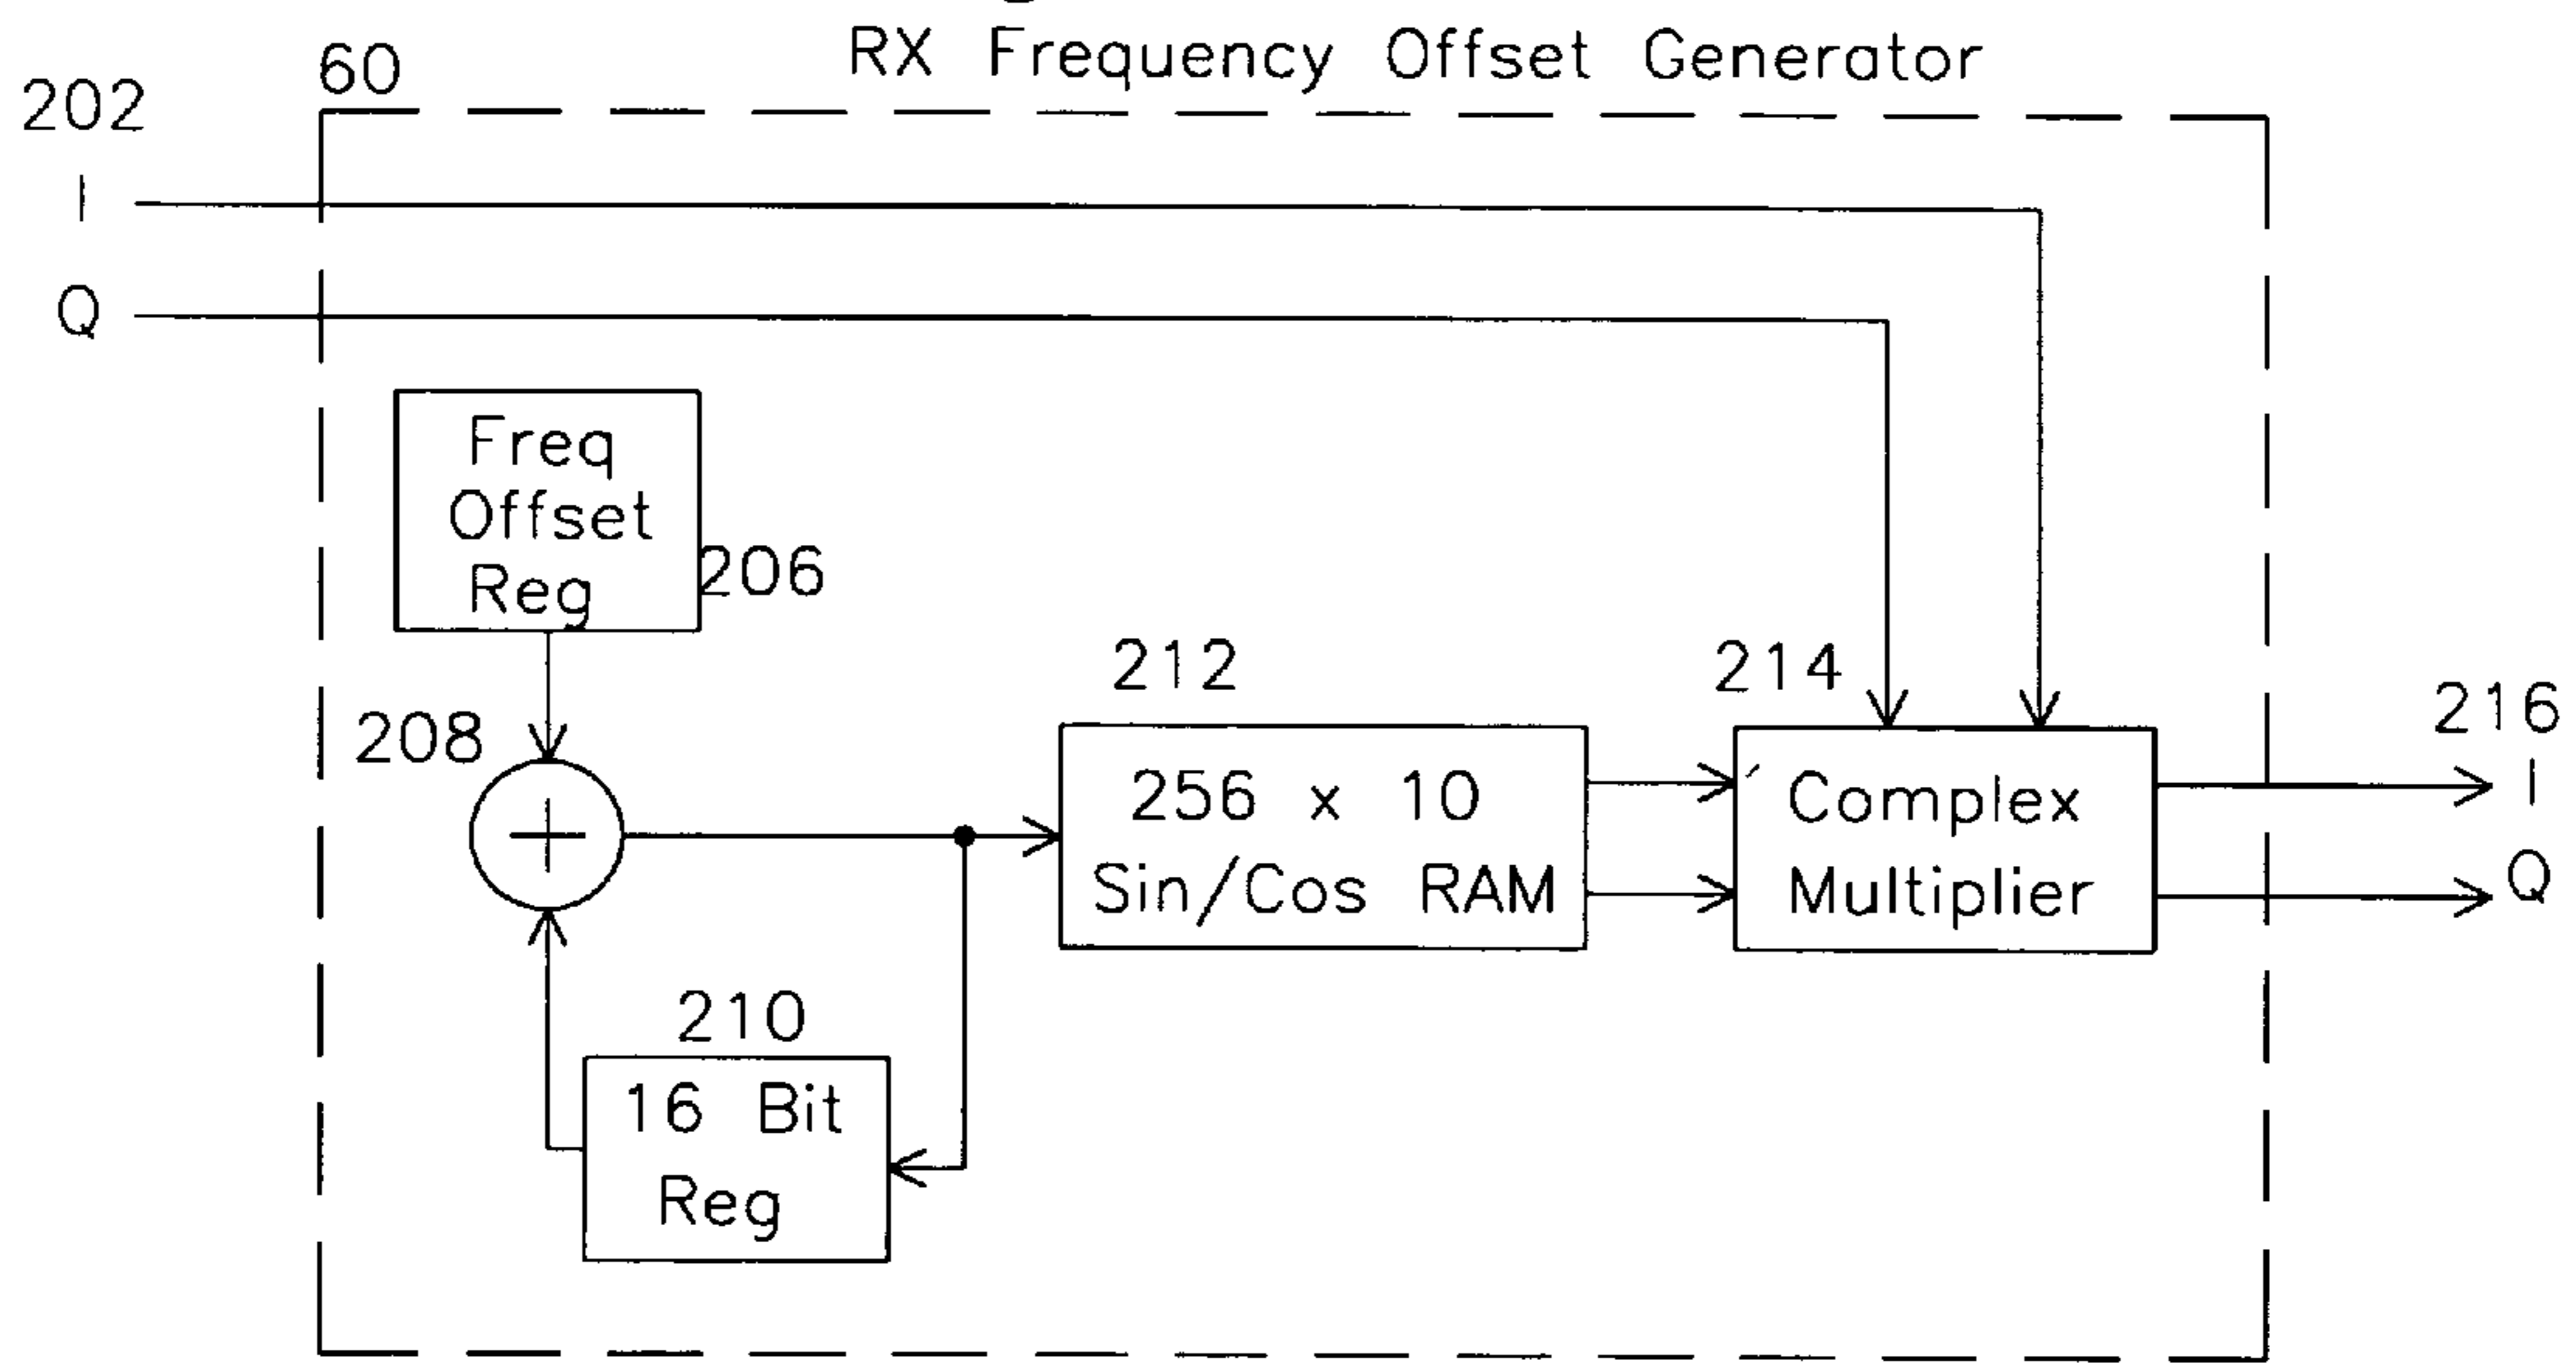 RX Frequency Offset Generator
60
202
I
Q
Freq
Offset
Reg
206
208
212
256 x 10
Sin/Cos RAM
214
Complex
Multiplier
216
I
Q
210
16 Bit
Reg